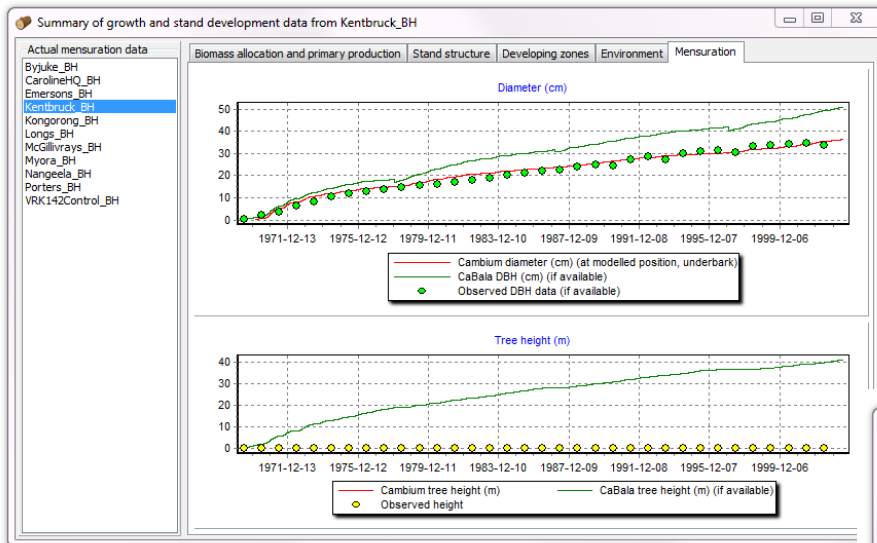 Summary of growth and stand development data from Kentbruck_BH
Actual mensuration data
Byjuke_BH
CarolineHQ_BH
Emersons_BH
Kentbruck_BH
Kongorong_BH
Longs_BH
McGillivrays_BH
Myora_BH
Nangeela_BH
Porters_BH
VRK142Control_BH
Biomass allocation and primary production Stand structure Developing zones Environment Mensuration
Diameter (cm)
50
40
30
20
10
0
1971-12-13 1975-12-12 1979-12-11 1983-12-10 1987-12-09 1991-12-08 1995-12-07 1999-12-06
Cambium diameter (cm) (at modelled position, underbark)
CaBala DBH (cm) (if available)
Observed DBH data (if available)
Tree height (m)
40
30
20
10
0
1971-12-13 1975-12-12 1979-12-11 1983-12-10 1987-12-09 1991-12-08 1995-12-07 1999-12-06
Cambium tree height (m) CaBala tree height (m) (if available)
Observed height